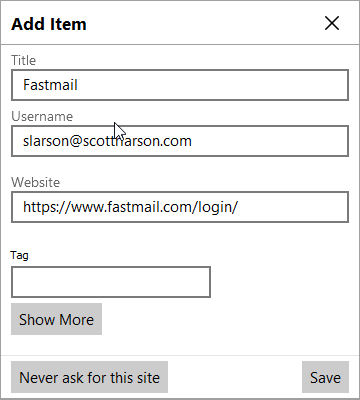 Add Item
Title
Fastmail
Username
slarson@scottharson.com
Website
https://www.fastmail.com/login/
Tag
Show More
Never ask for this site
Save